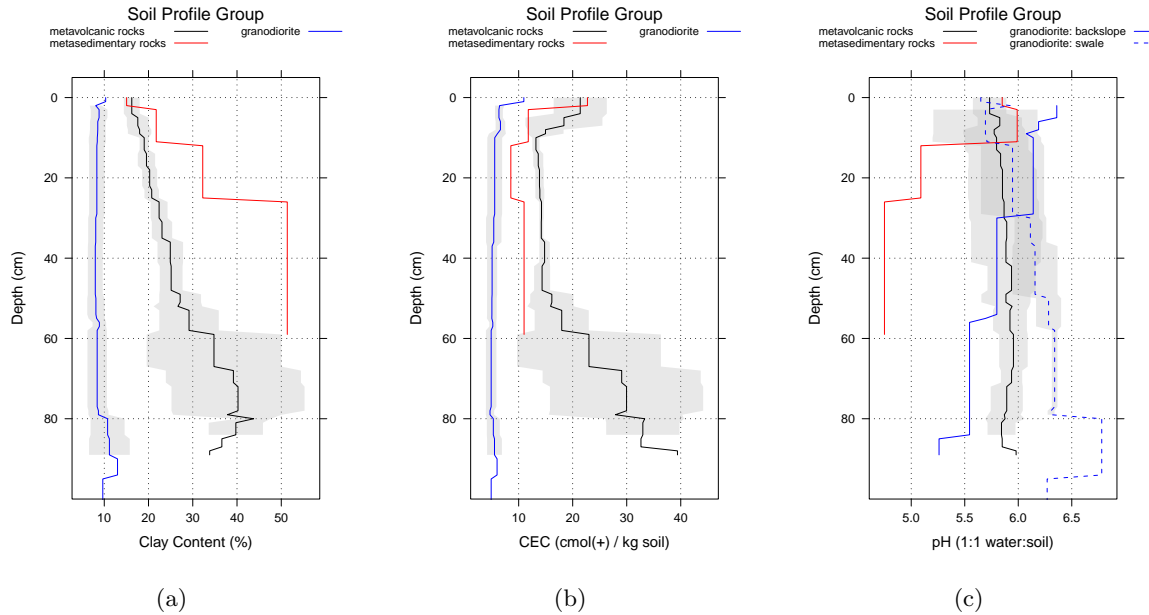 Soil Profile Group
metavolcanic rocks
granodiorite
metasedimentary rocks
0
20
40
60
80
Depth (cm)
10
20
30
40
50
Clay Content (%)
(a)
Soil Profile Group
metavolcanic rocks
granodiorite
metasedimentary rocks
0
20
40
60
80
Depth (cm)
10
20
30
40
CEC (cmol(+) / kg soil)
(b)
Soil Profile Group
metavolcanic rocks
granodiorite: backslope
metasedimentary rocks
granodiorite: swale
0
20
40
60
80
Depth (cm)
5.0
5.5
6.0
6.5
pH (1:1 water:soil)
(c)